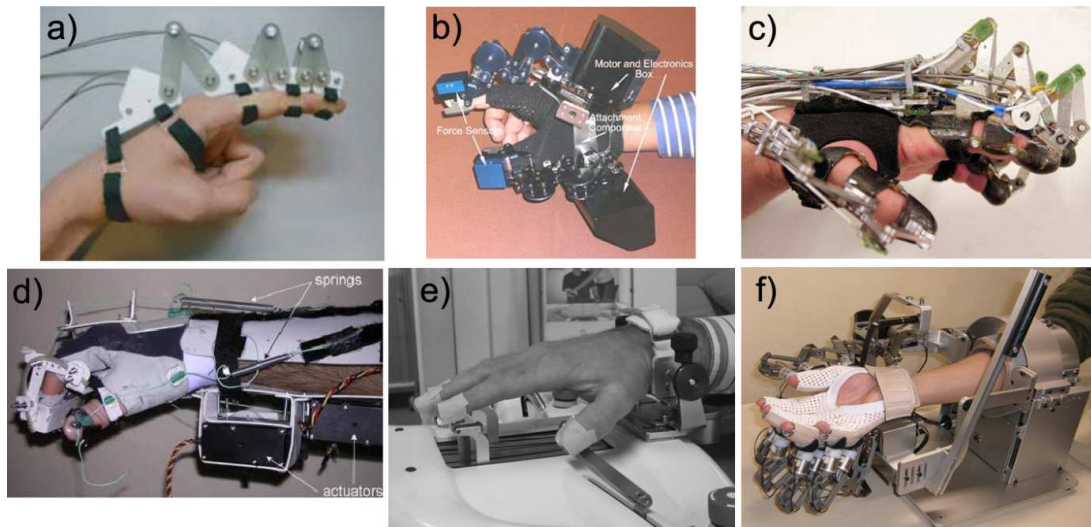 a)
b)
Motor and Electronics
Box
Attachment
Component
Force Sensors
c)
d)
springs
actuators
e)
f)